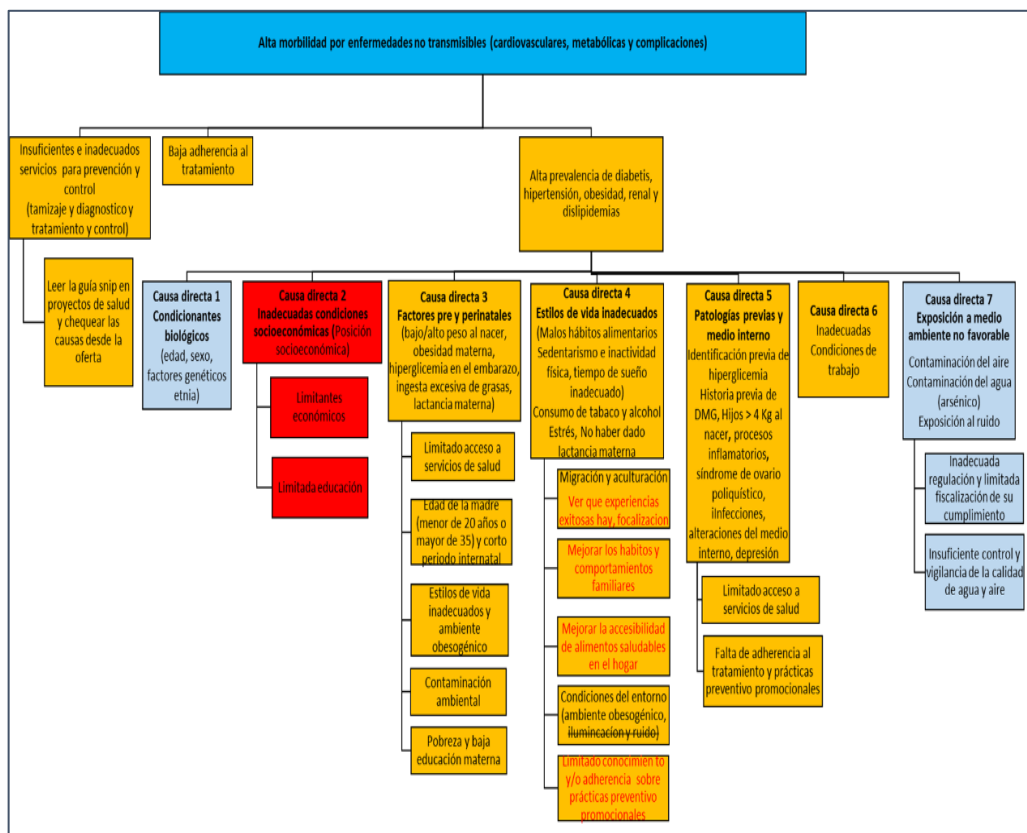 Alta morbilidad por enfermedades no transmisibles (cardiovasculares, metabólicas y complicaciones)
Insuficientes e inadecuados
servicios para prevención y
control
(tamizaje y diagnostico y
tratamiento y control)
Baja adherencia al
tratamiento
Alta prevalencia de diabetis,
hipertensión, obesidad, renal y
dislipidemias
Leer la guía snip en
proyectos de salud
y chequear las
causas desde la
oferta
Causa directa 1
Condicionantes
biológicos
(edad, sexo,
factores genéticos
etnia)
Causa directa 2
Inadecuadas condiciones
socioeconómicas (Posición
socioeconómica)
Limitantes
económicos
Limitada educación
Causa directa 3
Factores pre y perinatales
(bajo/alto peso al nacer,
obesidad materna,
hiperglicemia en el embarazo,
ingesta excesiva de grasas,
lactancia materna)
Limitado acceso a
servicios de salud
Edad de la madre
(menor de 20 años o
mayor de 35) y corto
periodo internatal
Estilos de vida
inadecuados y
ambiente
obesogénico
Contaminación
ambiental
Pobreza y baja
educación materna
Causa directa 4
Estilos de vida inadecuados
(Malos hábitos alimentarios
Sedentarismo e inactividad
física, tiempo de sueño
inadecuado)
Consumo de tabaco y alcohol
Estrés, No haber dado
lactancia materna
Migración y aculturación
Ver que experiencias
exitosas hay, focalizacion
Mejorar los habitos y
comportamientos
familiares
Mejorar la accesibilidad
de alimentos saludables
en el hogar
Condiciones del entorno
(ambiente obesogénico,
ilumincacíon y ruido)
Limitado conocimiento
y/o adherencia sobre
prácticas preventivo
promocionales
Causa directa 5
Patologías previas y
medio interno
Identificación previa de
hiperglicemia
Historia previa de
DMG, Hijos > 4 Kg al
nacer, procesos
inflamatorios,
síndrome de ovario
poliquístico,
iInfecciones,
alteraciones del medio
interno, depresión
Limitado acceso a
servicios de salud
Falta de adherencia al
tratamiento y prácticas
preventivo promocionales
Causa directa 6
Inadecuadas
Condiciones de
trabajo
Causa directa 7
Exposición a medio
ambiente no favorable
Contaminación del aire
Contaminación del agua
(arsénico)
Exposición al ruido
Inadecuada
regulación y limitada
fiscalización de su
cumplimiento
Insuficiente control y
vigilancia de la calidad
de agua y aire